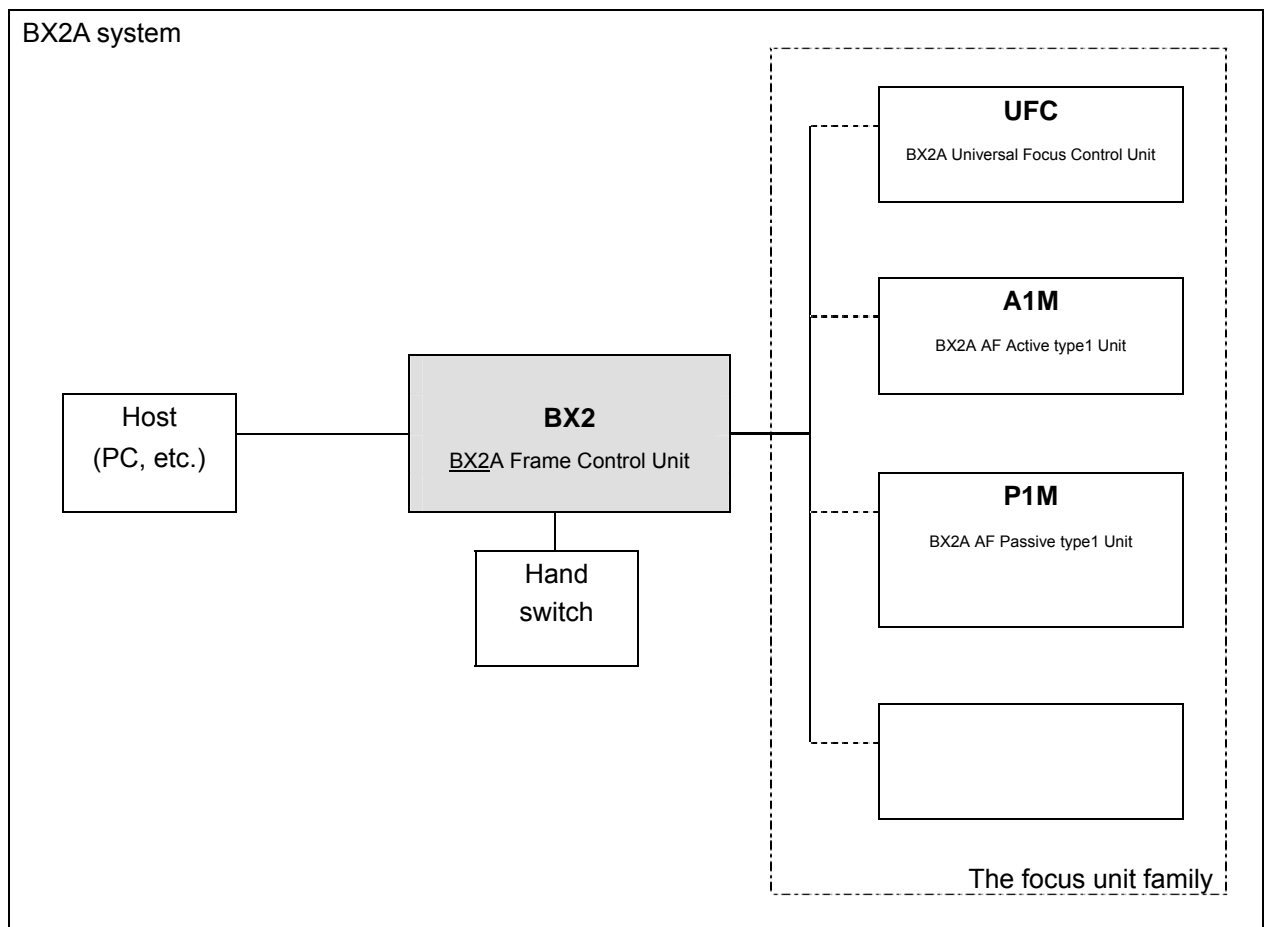 BX2A system
UFC
BX2A Universal Focus Control Unit
A1M
BX2A AF Active type1 Unit
Host
(PC, etc.)
BX2
BX2A Frame Control Unit
P1M
BX2A AF Passive type1 Unit
Hand
switch
The focus unit family